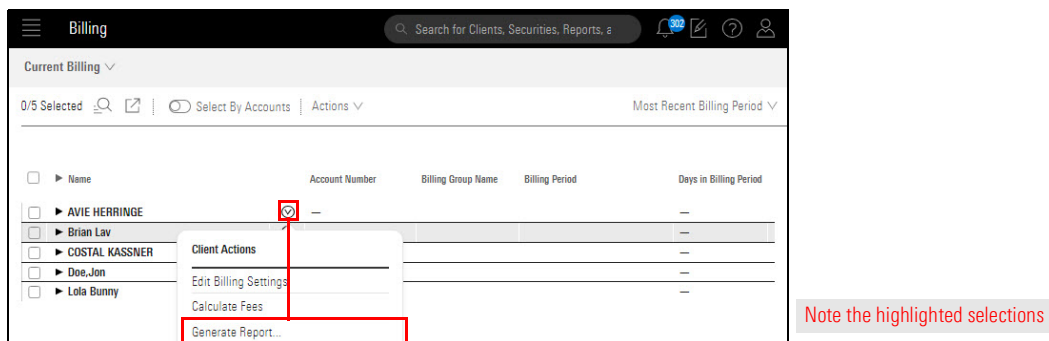 Billing
Search for Clients, Securities, Reports, a
302
Current Billing
0/5 Selected Select By Accounts Actions Most Recent Billing Period
Name Account Number Billing Group Name Billing Period Days in Billing Period
AVIE HERRINGE — —
Brian Lav —
COSTAL KASSNER —
Doe,Jon —
Lola Bunny —
Client Actions
Edit Billing Settings
Calculate Fees
Generate Report...
Note the highlighted selections